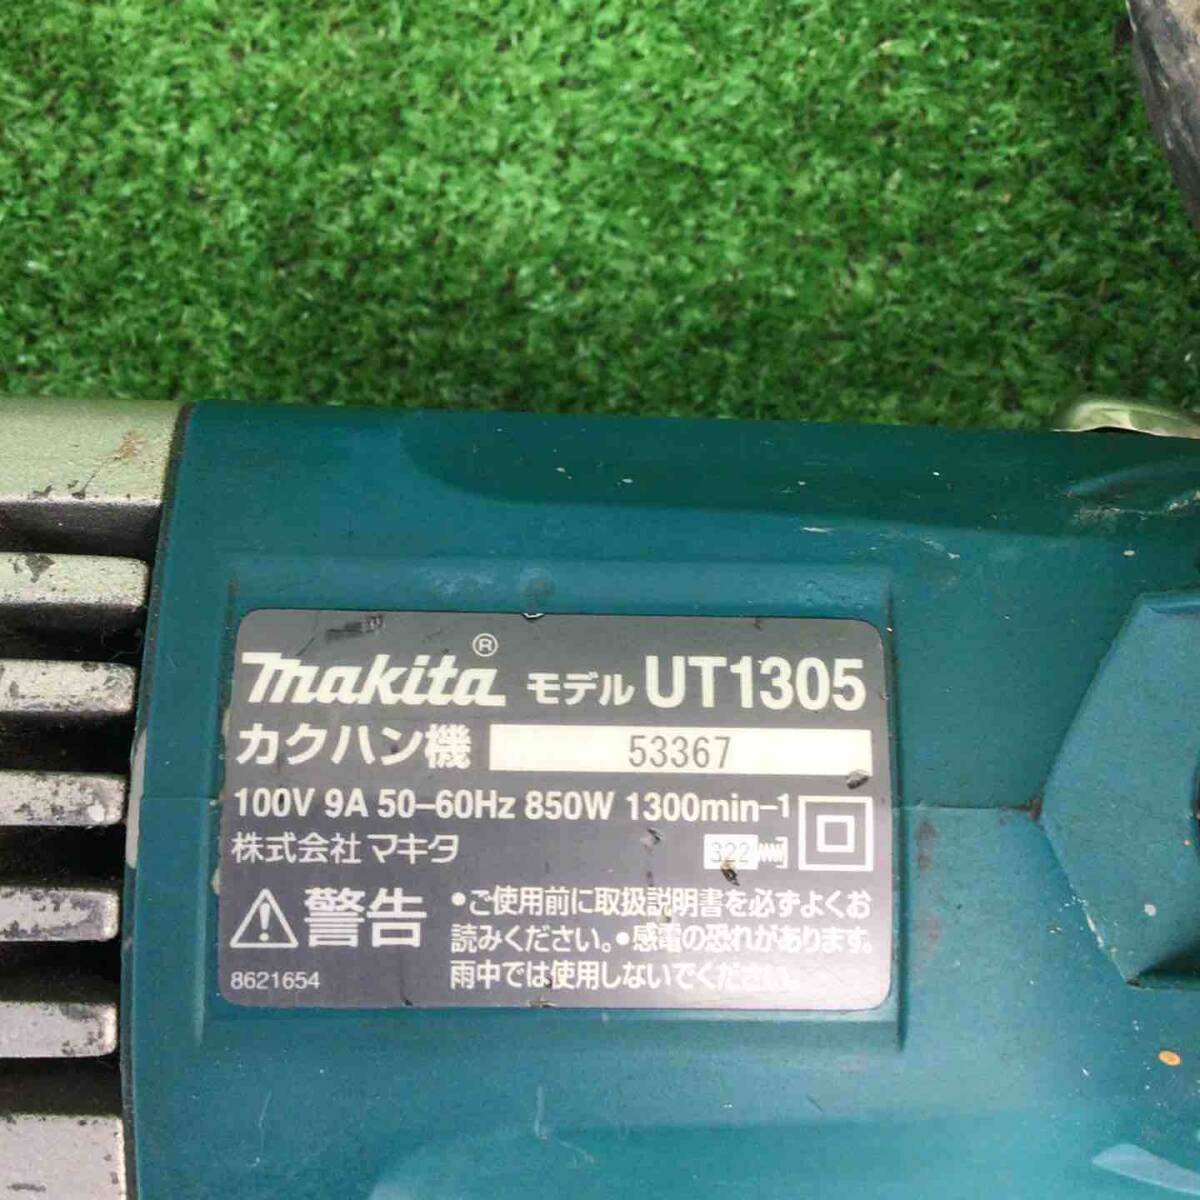 makita® モデル UT1305
カクハン機 53367
100V 9A 50–60Hz 850W 1300min–1
株式会社 マキタ 322
警告 •ご使用前に取扱説明書を必ずよくお
読みください。•感電の恐れがあります。
8621654 雨中では使用しないでください。